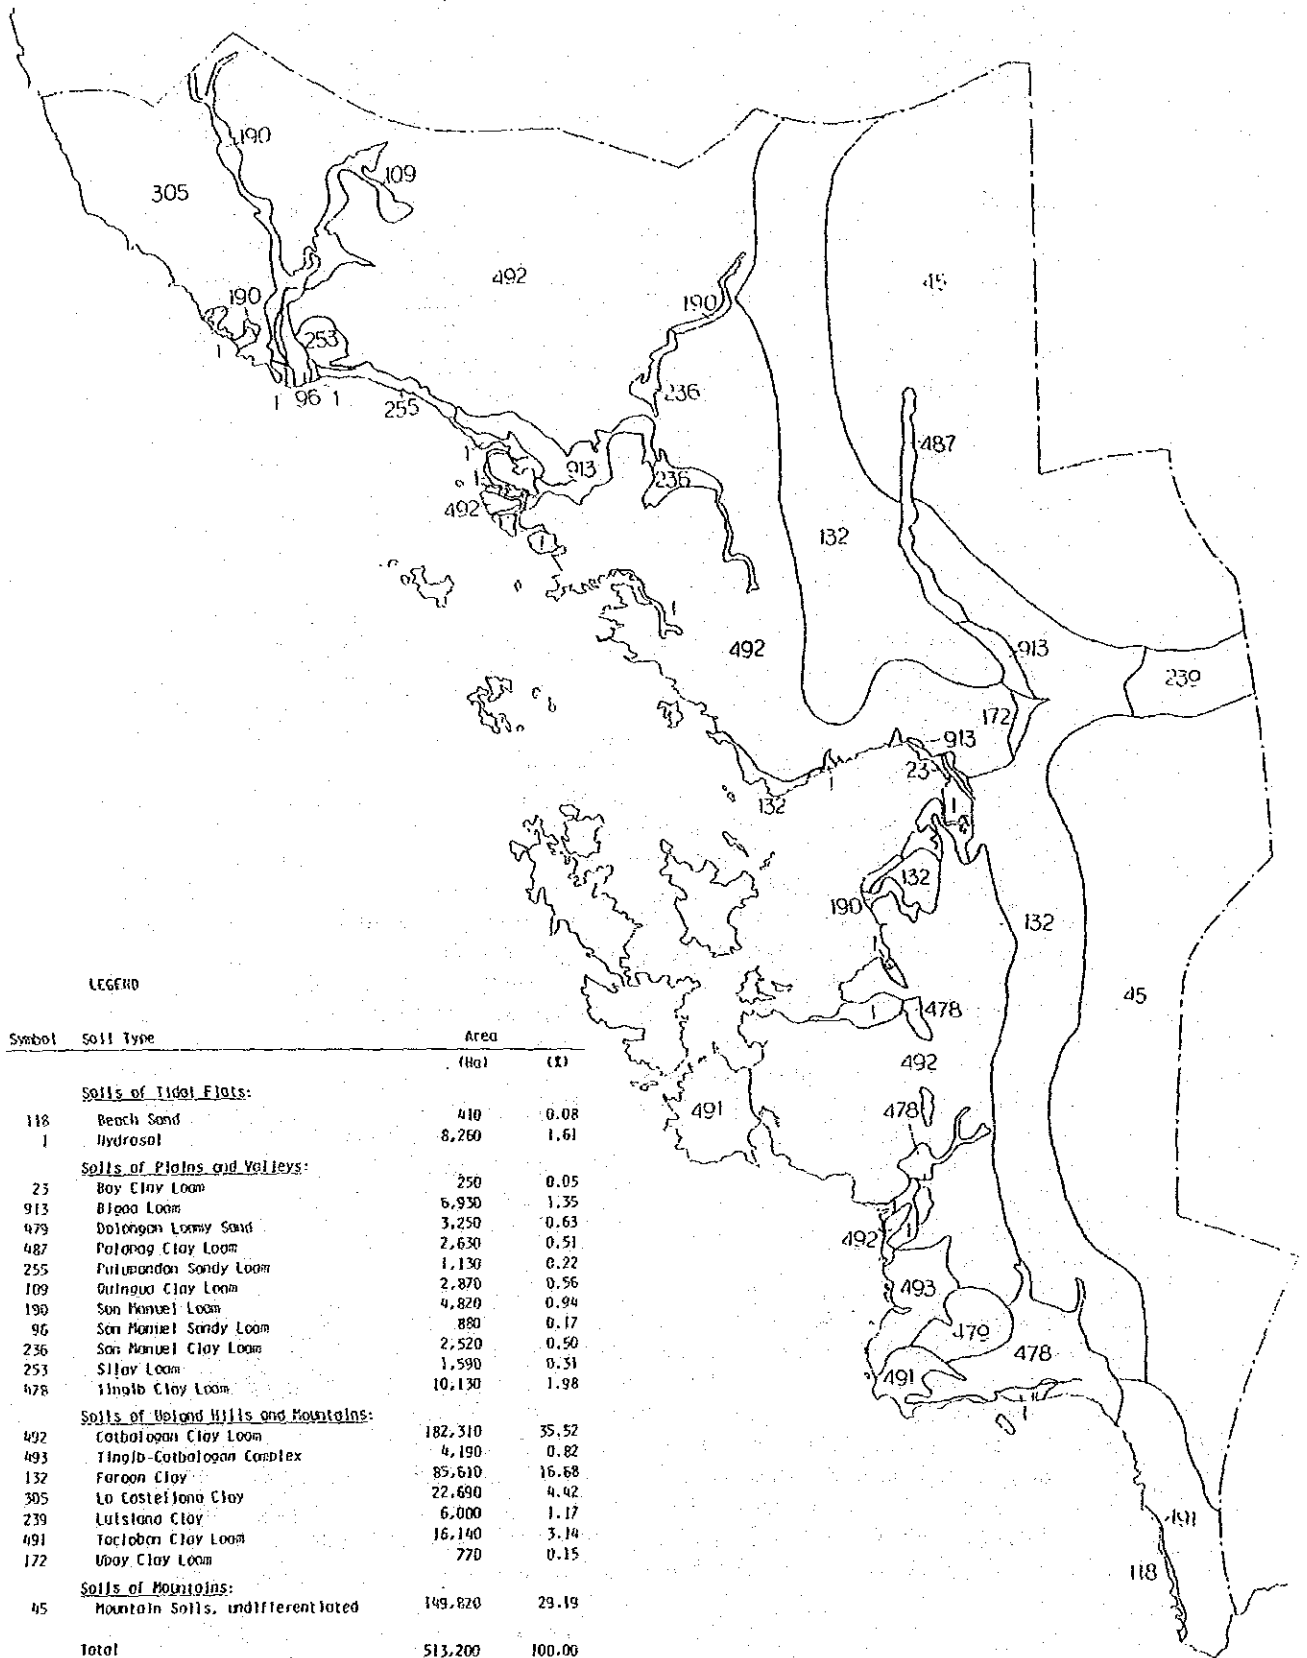 190
109
305
492
45
190
190
253
1
1
96
1
255
236
487
1
913
1
236
492
132
1
1
492
913
239
172
913
23
132
1
1
132
190
132
1
45
1
478
492
491
478
492
1
493
479
478
491
1
491
118
LEGEND
Symbol Soil Type Area
(Ha) (%)
Soils of Tidal Flats:
118 Beach Sand 410 0.08
1 Hydrosol 8,260 1.61
Soils of Plains and Valleys:
23 Bay Clay Loam 250 0.05
913 Bigaa Loam 6,930 1.35
479 Dolongan Loamy Sand 3,250 0.63
487 Palanag Clay Loam 2,630 0.51
255 Pulupandan Sandy Loam 1,130 0.22
109 Quingua Clay Loam 2,870 0.56
190 San Manuel Loam 4,820 0.94
96 San Manuel Sandy Loam 880 0.17
236 San Manuel Clay Loam 2,520 0.50
253 Silay Loam 1,590 0.31
478 Tingib Clay Loam 10,130 1.98
Soils of Upland Hills and Mountains:
492 Catbalogan Clay Loam 182,310 35.52
493 Tingib-Catbalogan Complex 4,190 0.82
132 Faraon Clay 85,610 16.68
305 La Castellana Clay 22,690 4.42
239 Luisiana Clay 6,000 1.17
491 Tacloban Clay Loam 16,140 3.14
172 Ubay Clay Loam 770 0.15
Soils of Mountains:
45 Mountain Soils, undifferentiated 149,820 29.19
Total 513,200 100.00